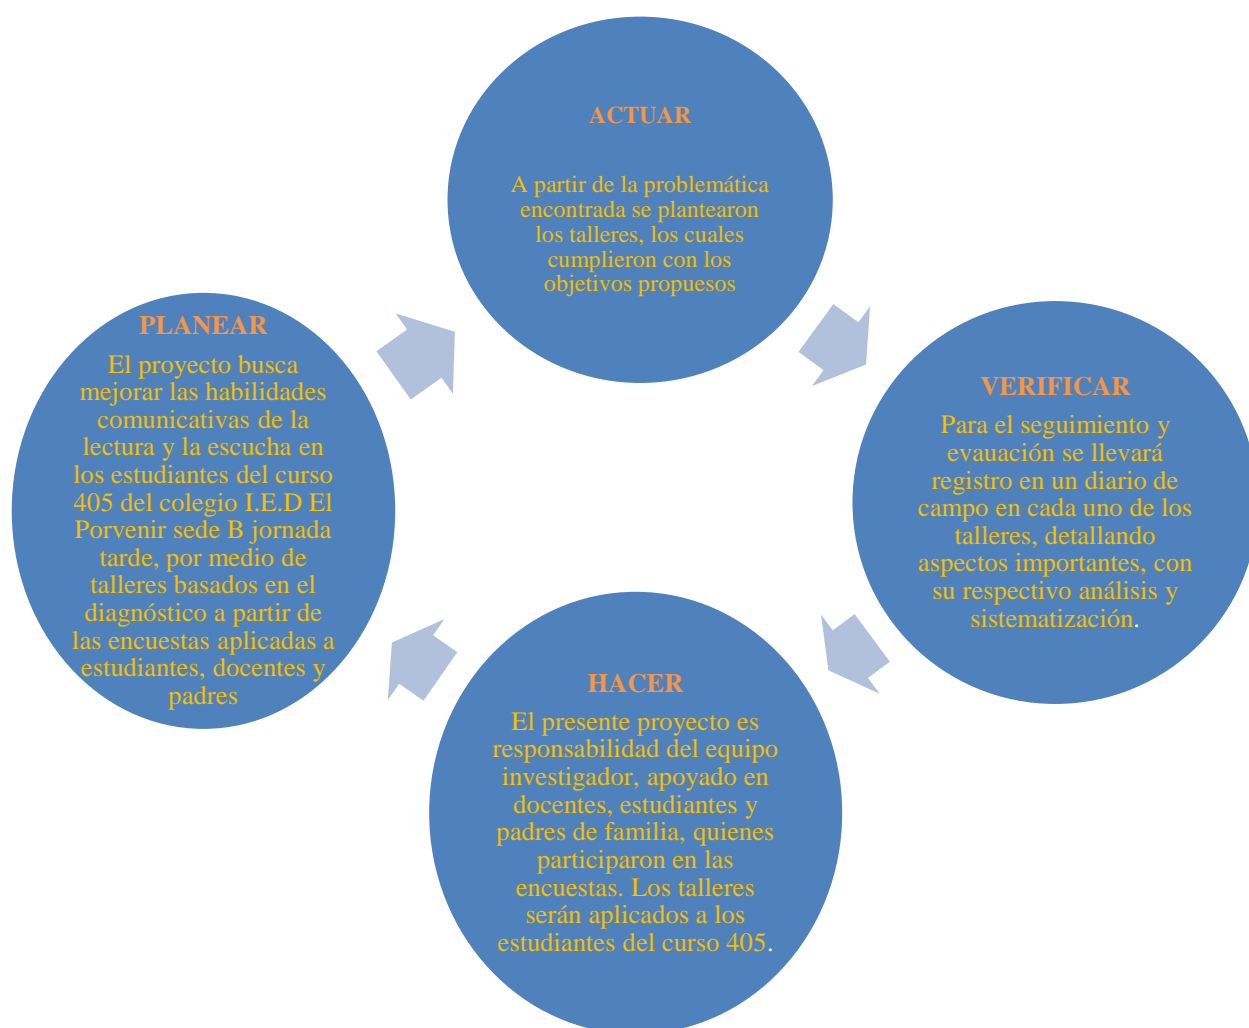 ACTUAR
A partir de la problemática
encontrada se plantearon
los talleres, los cuales
cumplieron con los
objetivos propuesos
PLANEAR
El proyecto busca
mejorar las habilidades
comunicativas de la
lectura y la escucha en
los estudiantes del curso
405 del colegio I.E.D El
Porvenir sede B jornada
tarde, por medio de
talleres basados en el
diagnóstico a partir de
las encuestas aplicadas a
estudiantes, docentes y
padres
VERIFICAR
Para el seguimiento y
evauación se llevará
registro en un diario de
campo en cada uno de los
talleres, detallando
aspectos importantes, con
su respectivo análisis y
sistematización.
HACER
El presente proyecto es
responsabilidad del equipo
investigador, apoyado en
docentes, estudiantes y
padres de familia, quienes
participaron en las
encuestas. Los talleres
serán aplicados a los
estudiantes del curso 405.